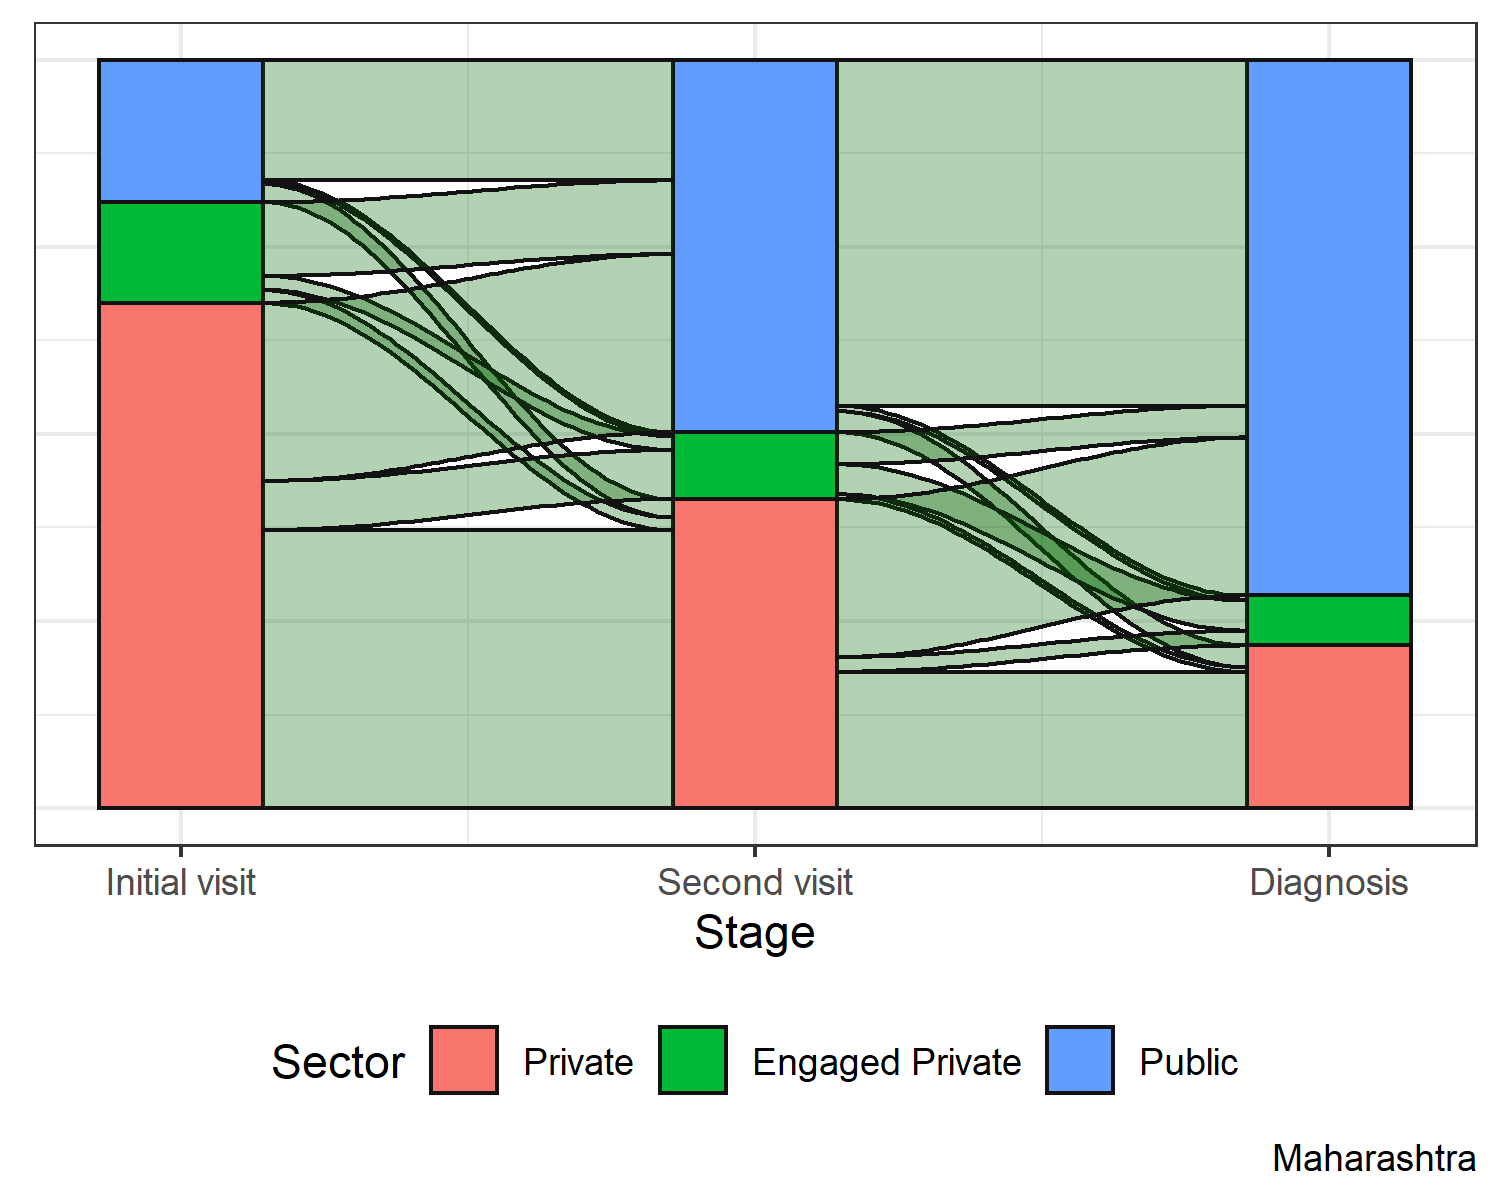 Initial visit Second visit Diagnosis
Stage
Sector Private Engaged Private Public
Maharashtra